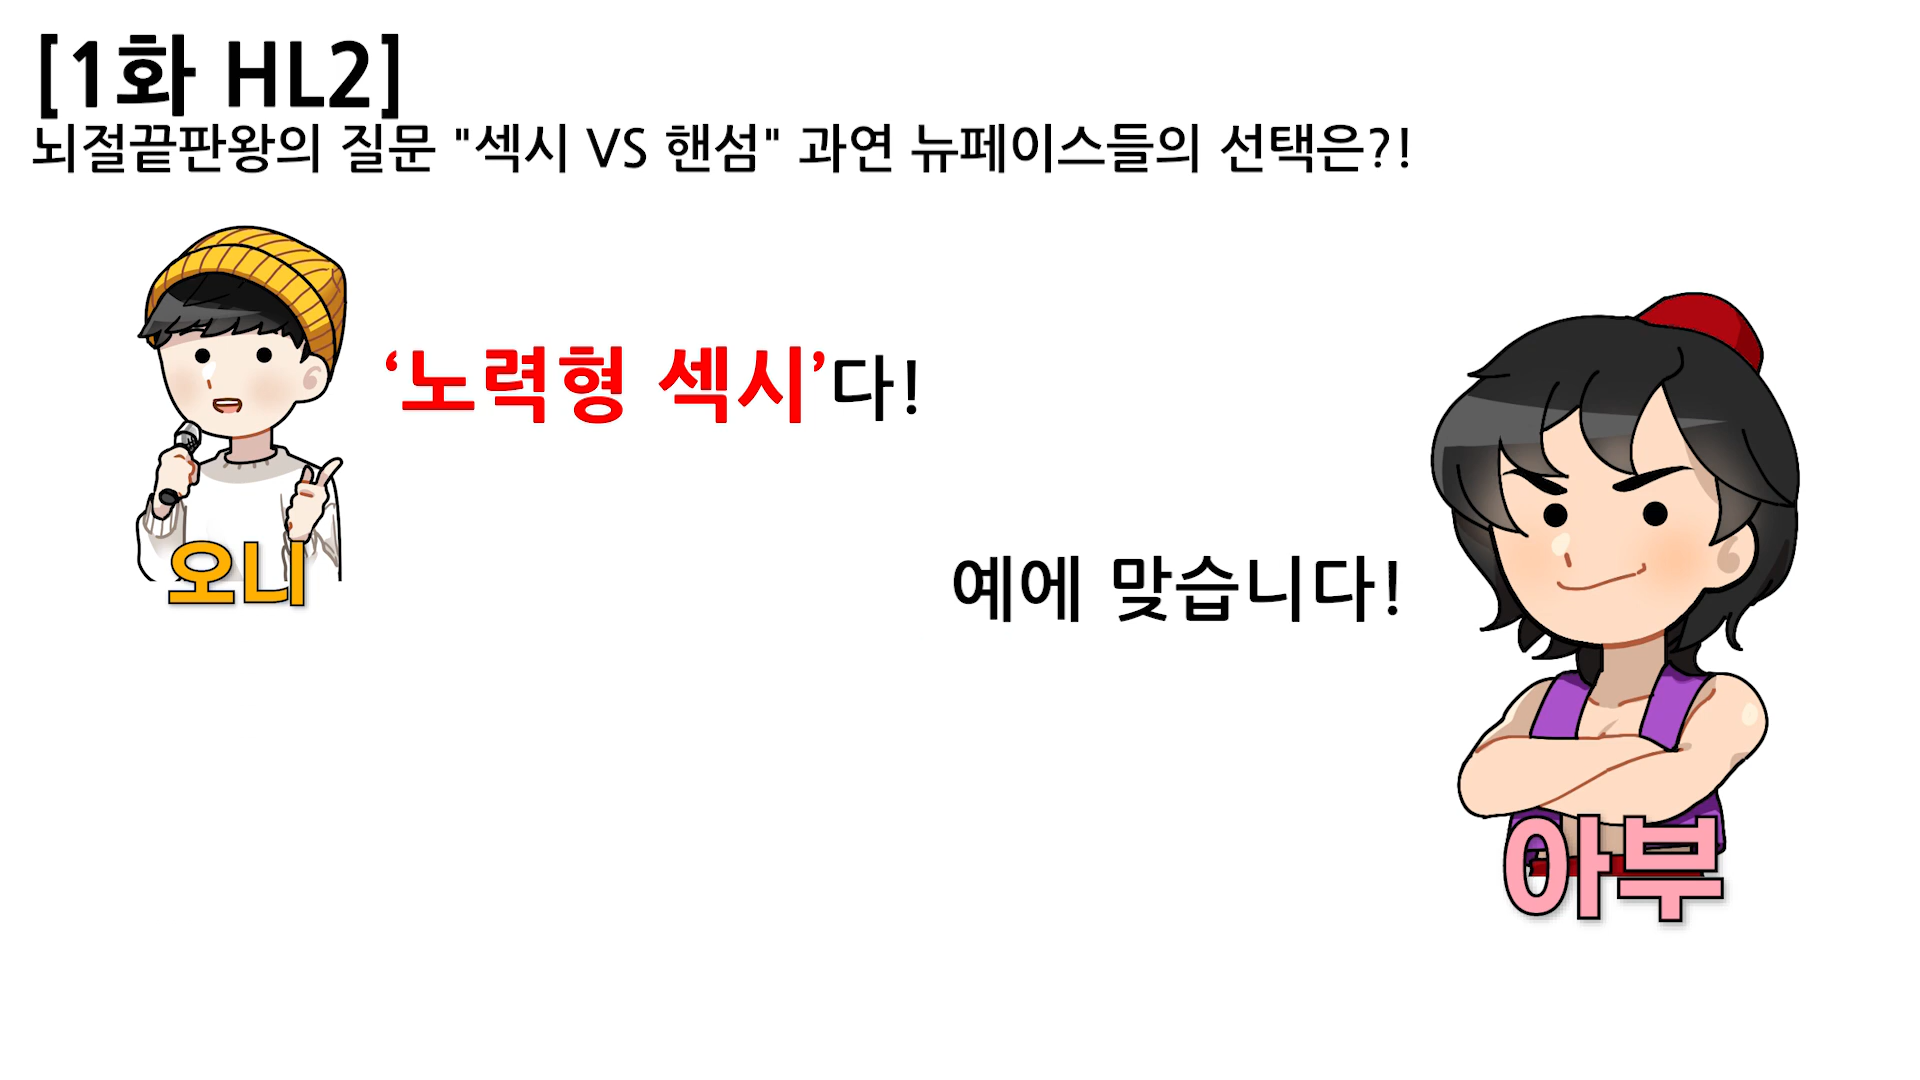 [1화 HL2]
뇌절끝판왕의 질문 "섹시 VS 핸섬" 과연 뉴페이스들의 선택은?!
‘노력형 섹시’다!
오니
예에 맞습니다!
아부